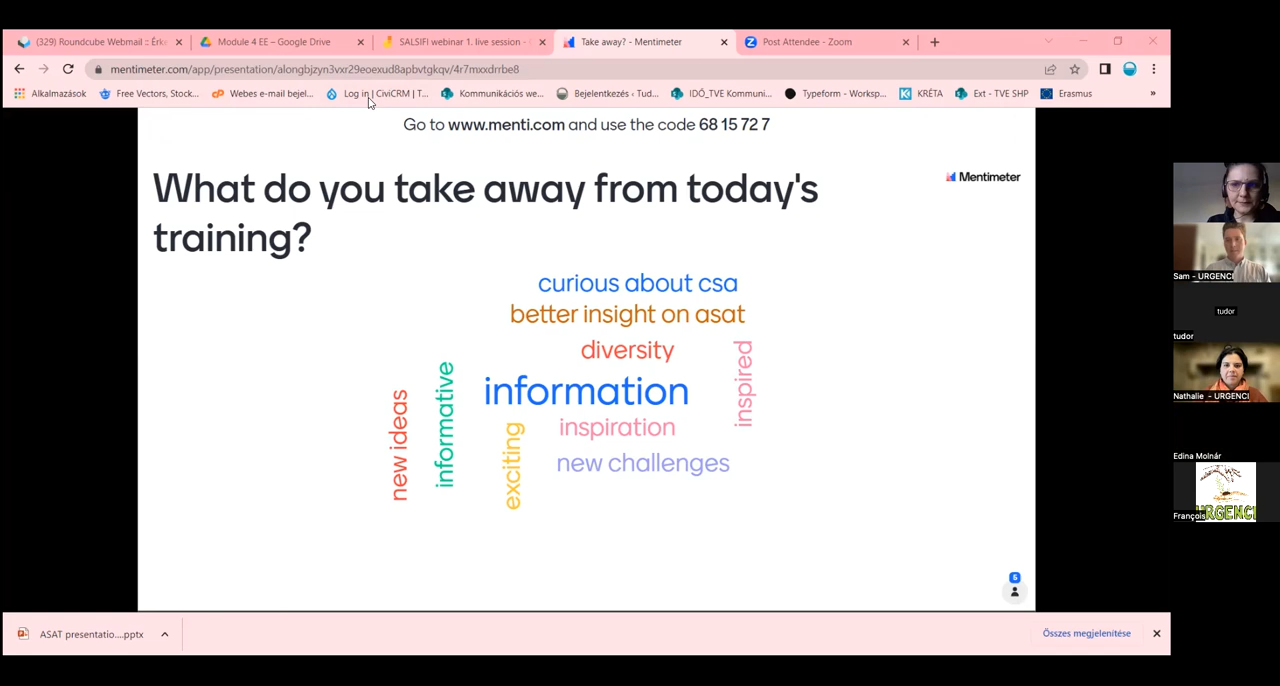 (329) Roundcube Webmail :: Érke
Module 4 EE – Google Drive
SALSIFI webinar 1. live session -
Take away? - Mentimeter
Post Attendee - Zoom
mentimeter.com/app/presentation/alongbjzyn3vxr29eoexud8apbvtgkqv/4r7mxxdrrbe8
Alkalmazások
Free Vectors, Stock...
Webes e-mail bejel...
Log in | CiviCRM | T...
Kommunikációs we...
Bejelentkezés ‹ Tud...
IDŐ_TVE Kommuni...
Typeform - Worksp...
KRÉTA
Ext - TVE SHP
Erasmus
Go to www.menti.com and use the code 68 15 72 7
Mentimeter
What do you take away from today's
training?
curious about csa
better insight on asat
diversity
inspired
information
informative
new ideas
inspiration
exciting
new challenges
5
Sam - URGENCI
tudor
tudor
Nathalie - URGENCI
Edina Molnár
URGENCI
François
ASAT presentatio....pptx
Összes megjelenítése